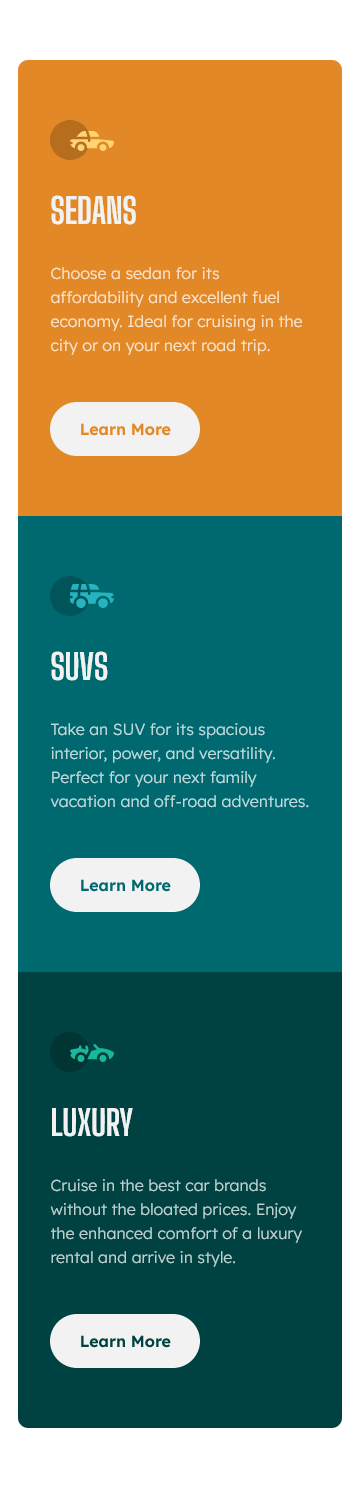 SEDANS
Choose a sedan for its
affordability and excellent fuel
economy. Ideal for cruising in the
city or on your next road trip.
Learn More
SUVS
Take an SUV for its spacious
interior, power, and versatility.
Perfect for your next family
vacation and off-road adventures.
Learn More
LUXURY
Cruise in the best car brands
without the bloated prices. Enjoy
the enhanced comfort of a luxury
rental and arrive in style.
Learn More